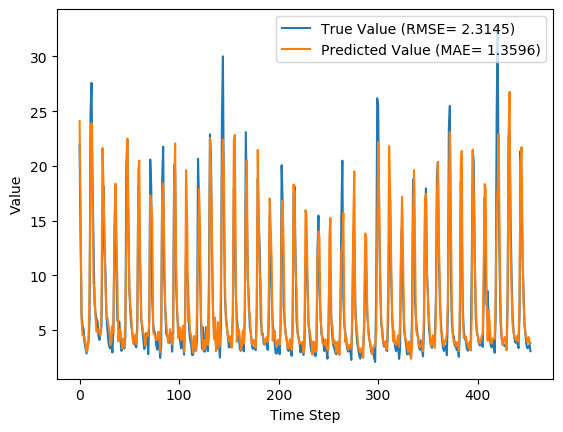 True Value (RMSE= 2.3145)
Predicted Value (MAE= 1.3596)
30
25
20
15
10
5
Value
0
100
200
300
400
Time Step